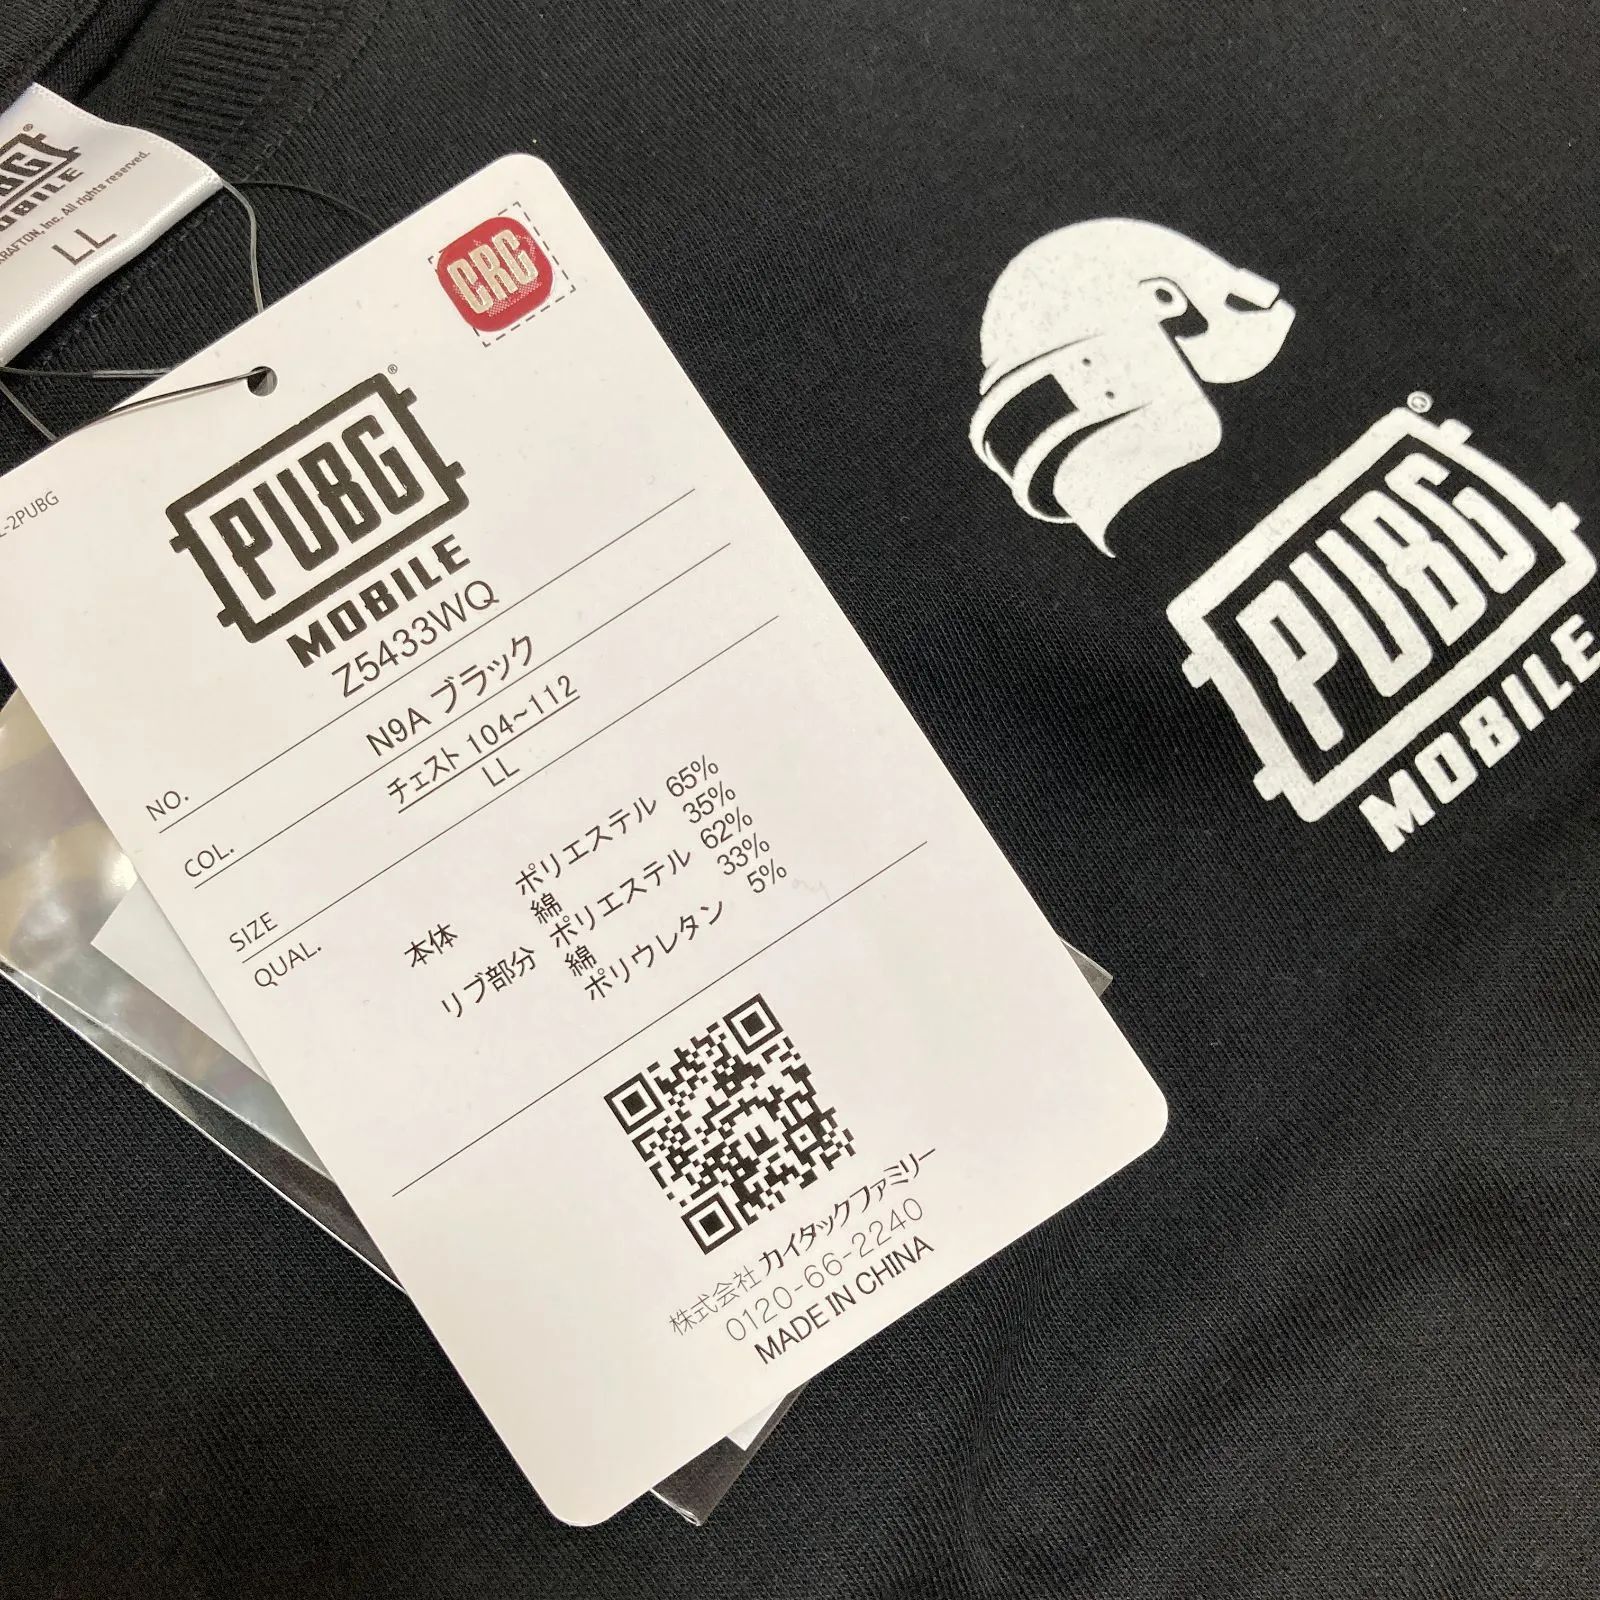 PUBG®
MOBILE
KRAFTON, Inc. All rights reserved.
LL
CRC
-2PUBG
PUBG®
MOBILE
NO. Z5433WQ
COL. N9A ブラック
SIZE チェスト 104~112
LL
QUAL.
本体 ポリエステル 65%
綿 35%
リブ部分 ポリエステル 62%
綿 33%
ポリウレタン 5%
株式会社 カイタックファミリー
0120-66-2240
MADE IN CHINA
PUBG©
MOBILE